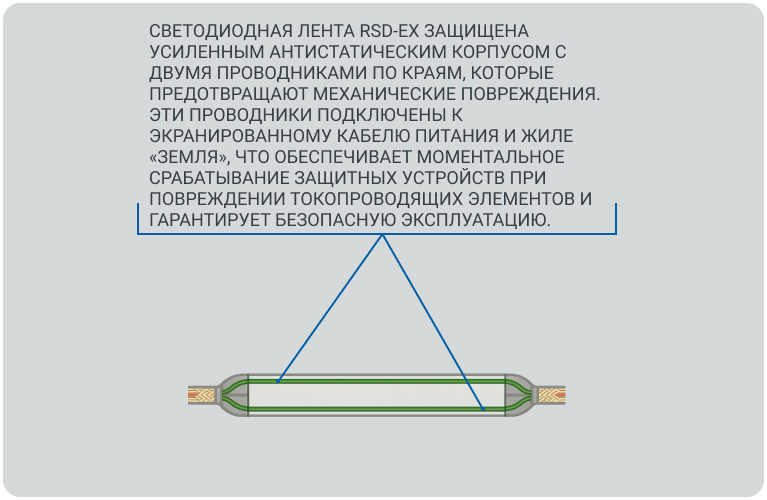 СВЕТОДИОДНАЯ ЛЕНТА RSD-EX ЗАЩИЩЕНА
УСИЛЕННЫМ АНТИСТАТИЧЕСКИМ КОРПУСОМ С
ДВУМЯ ПРОВОДНИКАМИ ПО КРАЯМ, КОТОРЫЕ
ПРЕДОТВРАЩАЮТ МЕХАНИЧЕСКИЕ ПОВРЕЖДЕНИЯ.
ЭТИ ПРОВОДНИКИ ПОДКЛЮЧЕНЫ К
ЭКРАНИРОВАННОМУ КАБЕЛЮ ПИТАНИЯ И ЖИЛЕ
«ЗЕМЛЯ», ЧТО ОБЕСПЕЧИВАЕТ МОМЕНТАЛЬНОЕ
СРАБАТЫВАНИЕ ЗАЩИТНЫХ УСТРОЙСТВ ПРИ
ПОВРЕЖДЕНИИ ТОКОПРОВОДЯЩИХ ЭЛЕМЕНТОВ И
ГАРАНТИРУЕТ БЕЗОПАСНУЮ ЭКСПЛУАТАЦИЮ.